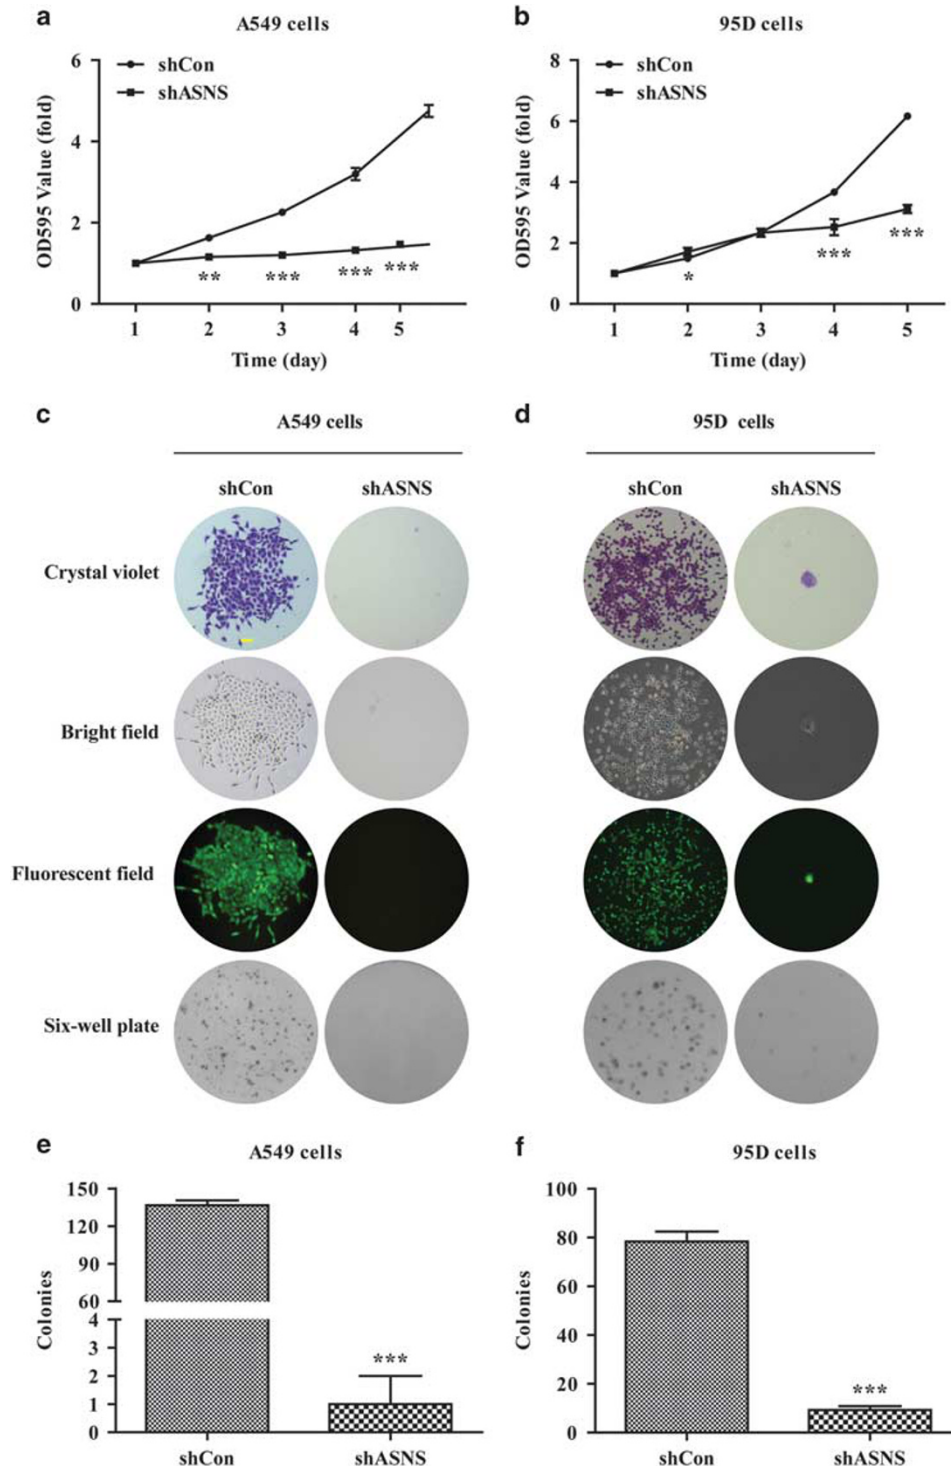 a
A549 cells
6
4
2
0
OD595 Value (fold)
shCon
shASNS
**
***
***
***
1 2 3 4 5
Time (day)
b
95D cells
8
6
4
2
0
OD595 Value (fold)
shCon
shASNS
*
***
***
1 2 3 4 5
Time (day)
c
A549 cells
shCon shASNS
d
95D cells
shCon shASNS
Crystal violet
Bright field
Fluorescent field
Six-well plate
e
A549 cells
150
120
90
60
4
3
2
1
0
Colonies
***
shCon shASNS
f
95D cells
100
80
60
40
20
0
Colonies
***
shCon shASNS